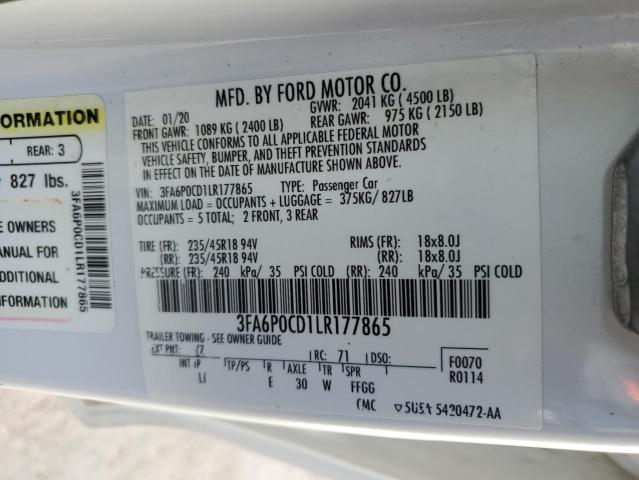 ORMATION
REAR: 3
827 lbs.
E OWNERS
ANUAL FOR
ADDITIONAL
INFORMATION
3FA6P0CD1LR177865
MFD. BY FORD MOTOR CO.
DATE: 01/20 GVWR: 2041 KG ( 4500 LB)
FRONT GAWR: 1089 KG ( 2400 LB) REAR GAWR: 975 KG ( 2150 LB)
THIS VEHICLE CONFORMS TO ALL APPLICABLE FEDERAL MOTOR
VEHICLE SAFETY, BUMPER, AND THEFT PREVENTION STANDARDS
IN EFFECT ON THE DATE OF MANUFACTURE SHOWN ABOVE.
VIN: 3FA6P0CD1LR177865 TYPE: Passenger Car
MAXIMUM LOAD = OCCUPANTS + LUGGAGE = 375KG/ 827LB
OCCUPANTS = 5 TOTAL; 2 FRONT, 3 REAR
TIRE (FR): 235/45R18 94V RIMS (FR): 18x8.0J
(RR): 235/45R18 94V (RR): 18x8.0J
PRESSURE (FR): 240 kPa/ 35 PSI COLD (RR): 240 kPa/ 35 PSI COLD
3FA6P0CD1LR177865
TRAILER TOWING - SEE OWNER GUIDE
EXT PNT: RC: 71 DSO: F0070
INT TP/PS R AXLE TR SPR R0114
E 30 W FFGG
5420472-AA